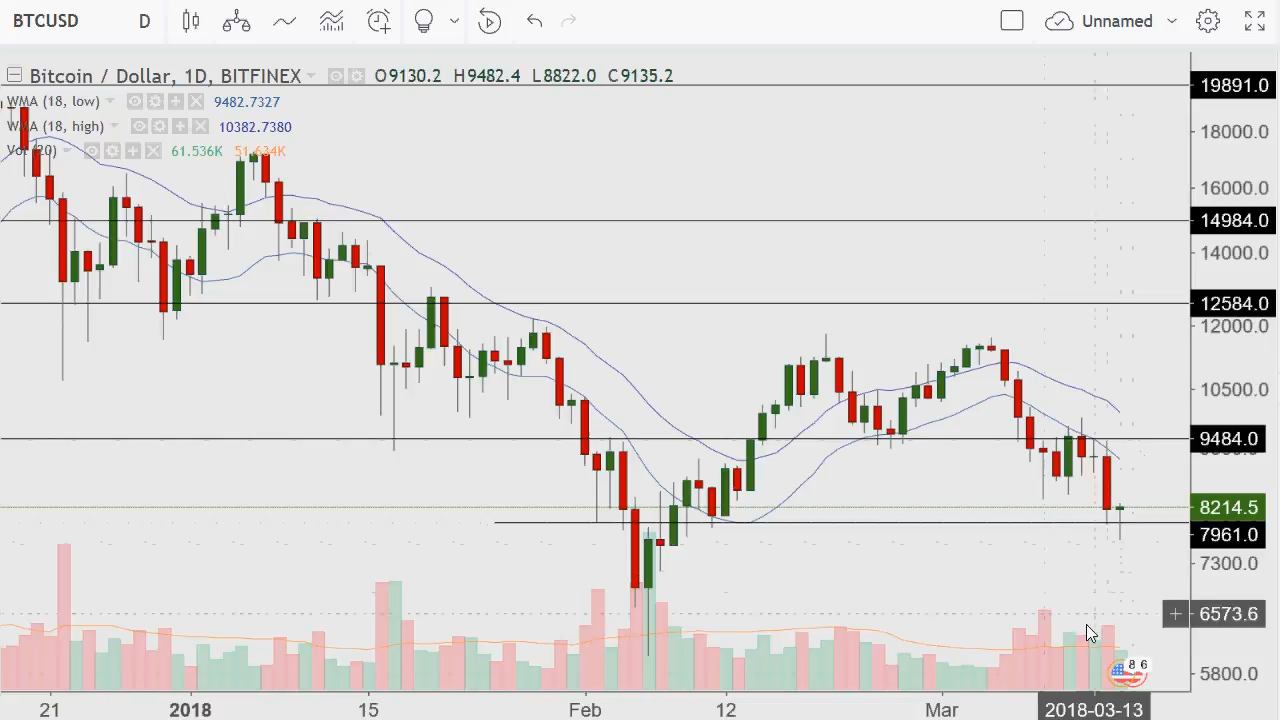 BTCUSD D Unnamed
Bitcoin / Dollar, 1D, BITFINEX O9130.2 H9482.4 L8822.0 C9135.2
WMA (18, low) 9482.7327
WMA (18, high) 10382.7380
Vol (20) 61.536K 51.634K
19891.0
18000.0
16000.0
14984.0
14000.0
12584.0
12000.0
10500.0
9484.0
8214.5
7961.0
7300.0
6573.6
5800.0
8 6
21 2018 15 Feb 12 Mar 2018-03-13